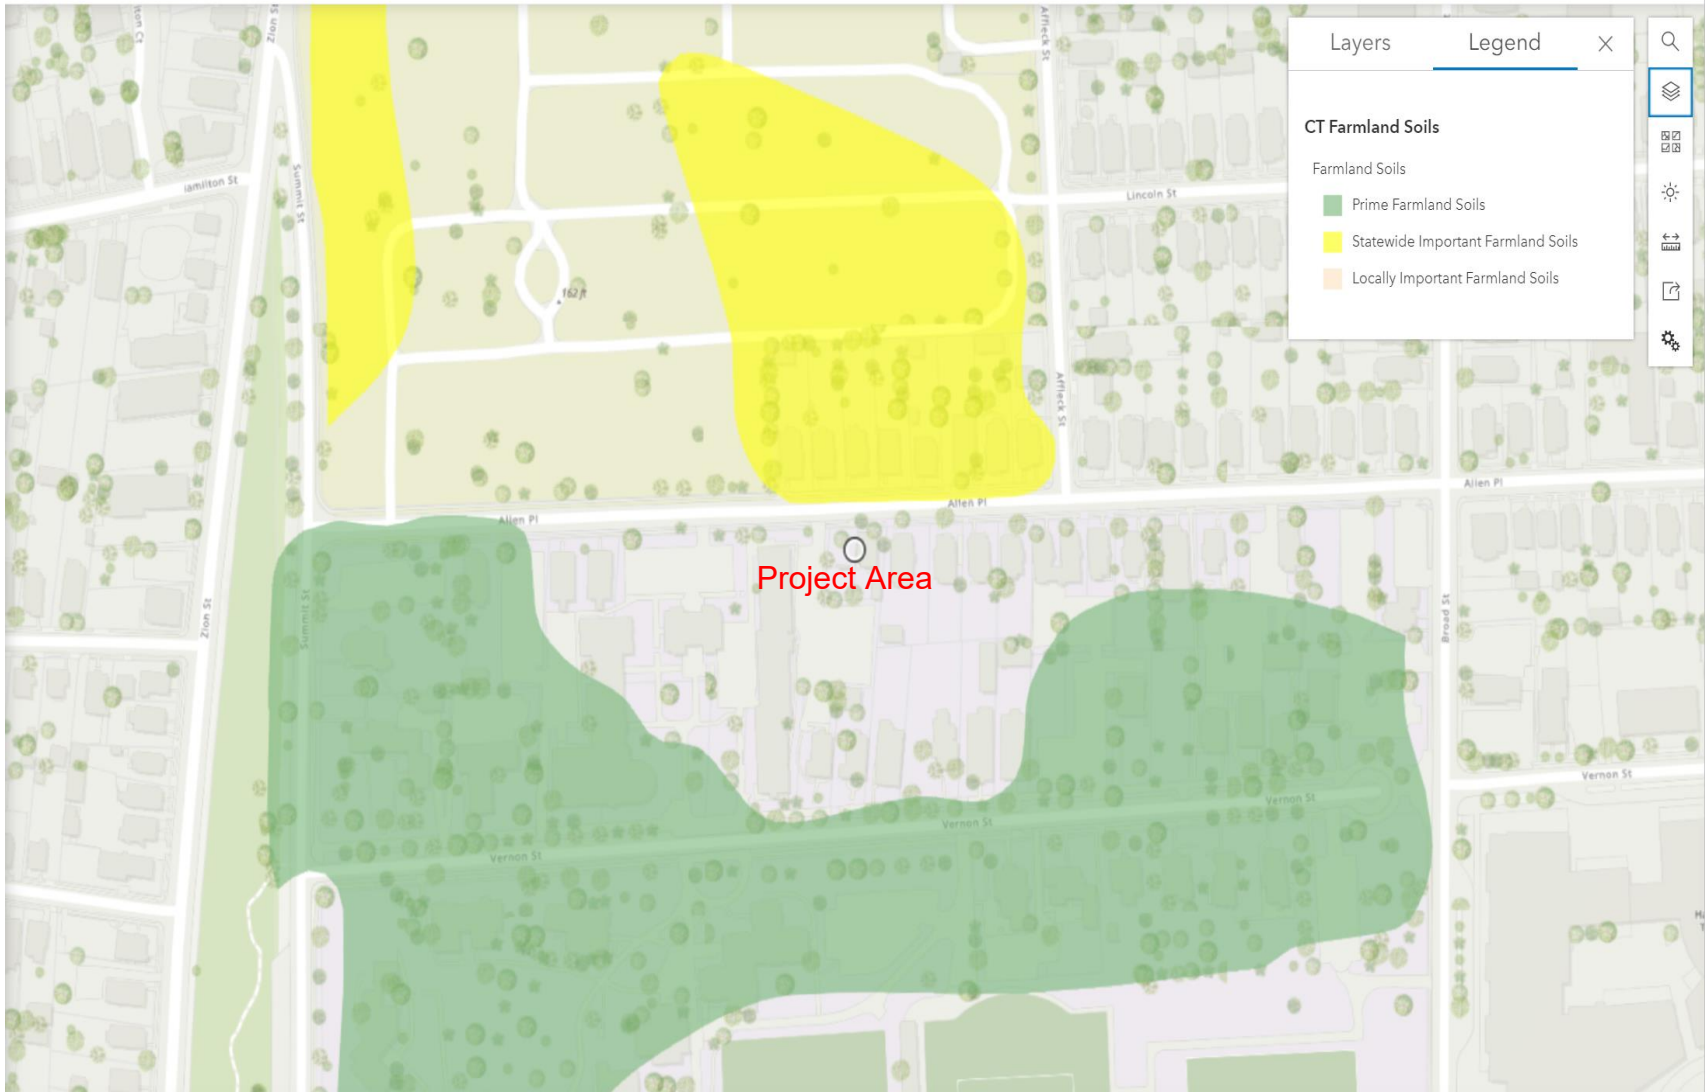 Layers
Legend
CT Farmland Soils
Farmland Soils
Prime Farmland Soils
Statewide Important Farmland Soils
Locally Important Farmland Soils
Zion St
Affleck St
Summit St
Lincoln St
162 ft
Affleck St
Allen Pl
Allen Pl
Allen Pl
Project Area
Summit St
Zion St
Broad St
Vernon St
Vernon St
Vernon St
Vernon St